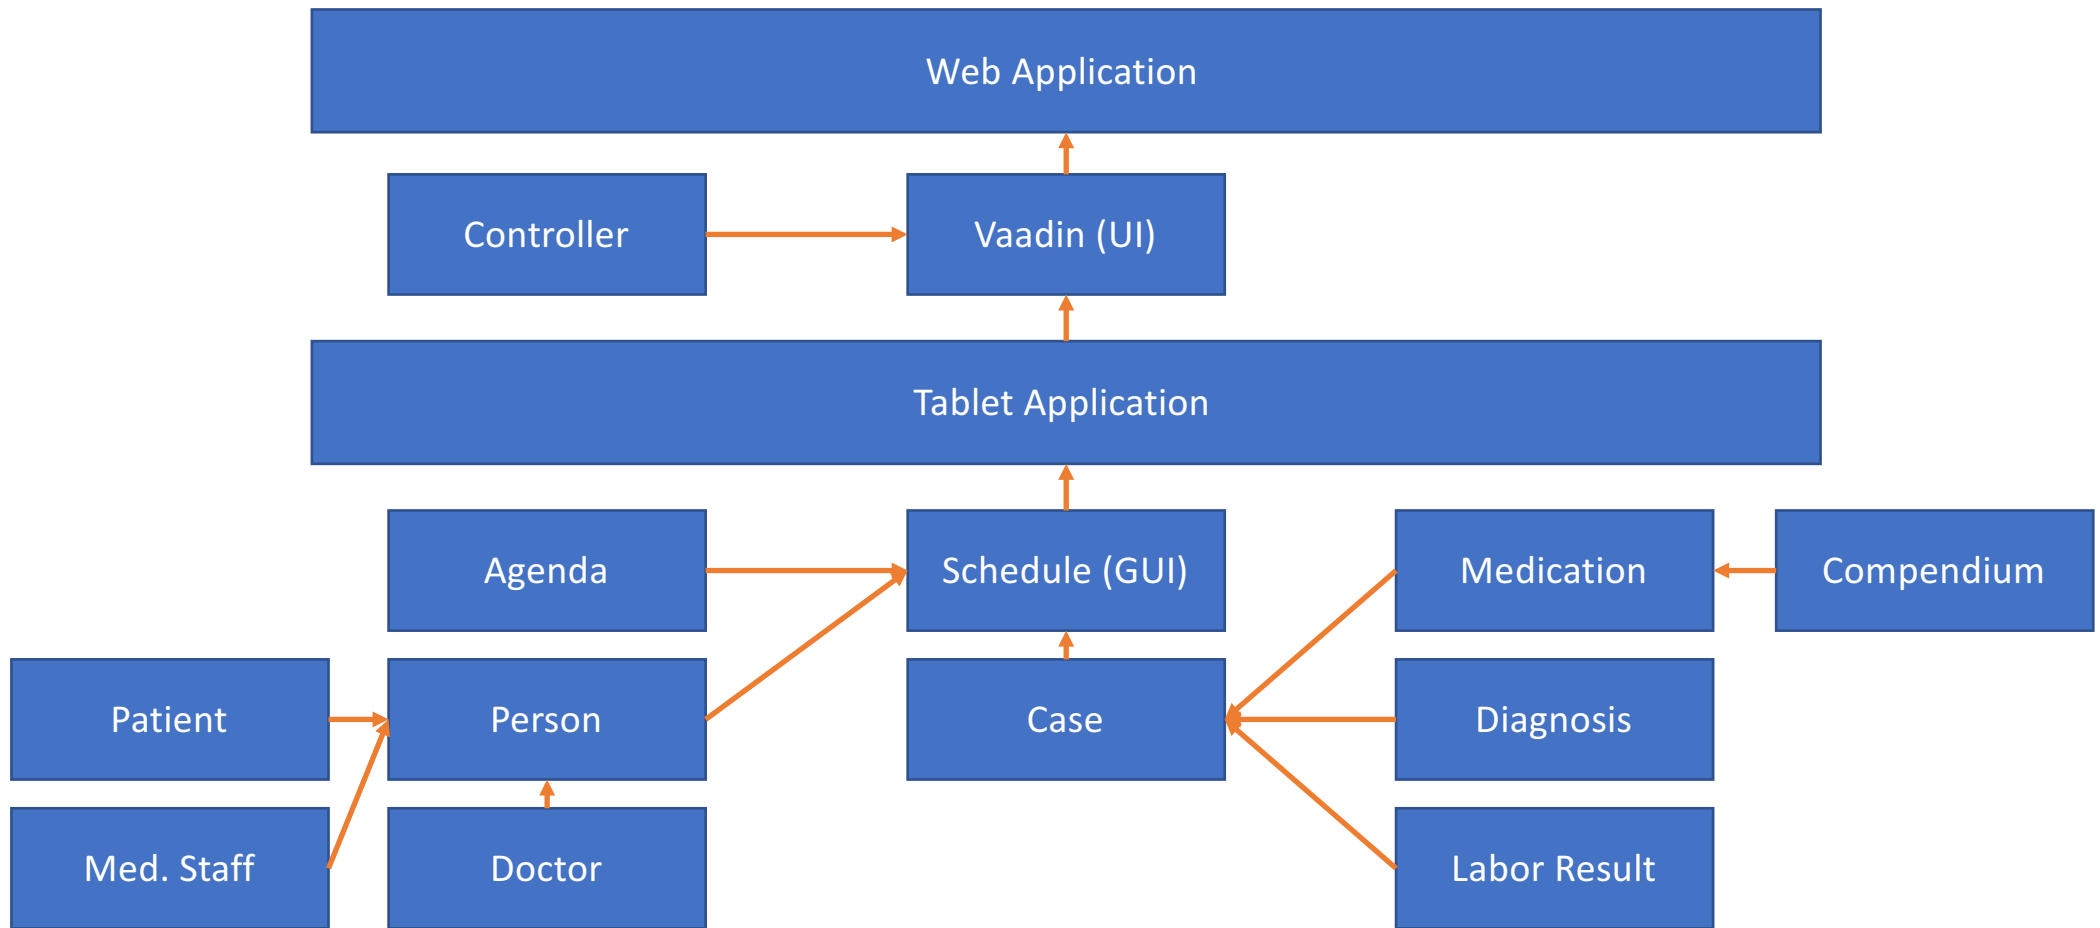 Web Application
Controller
Vaadin (UI)
Tablet Application
Agenda
Schedule (GUI)
Medication
Compendium
Patient
Person
Case
Diagnosis
Med. Staff
Doctor
Labor Result